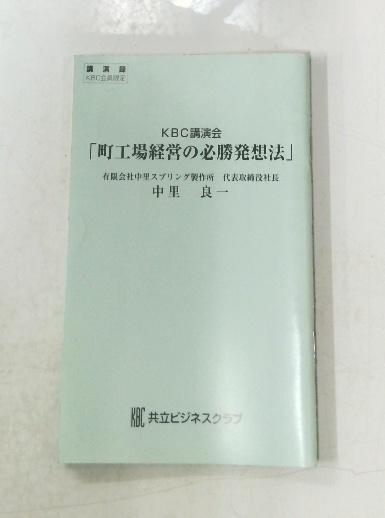 講演録
KBC会員限定
KBC講演会
「町工場経営の必勝発想法」
有限会社中里スプリング製作所 代表取締役社長
中里 良一
KBC 共立ビジネスクラブ